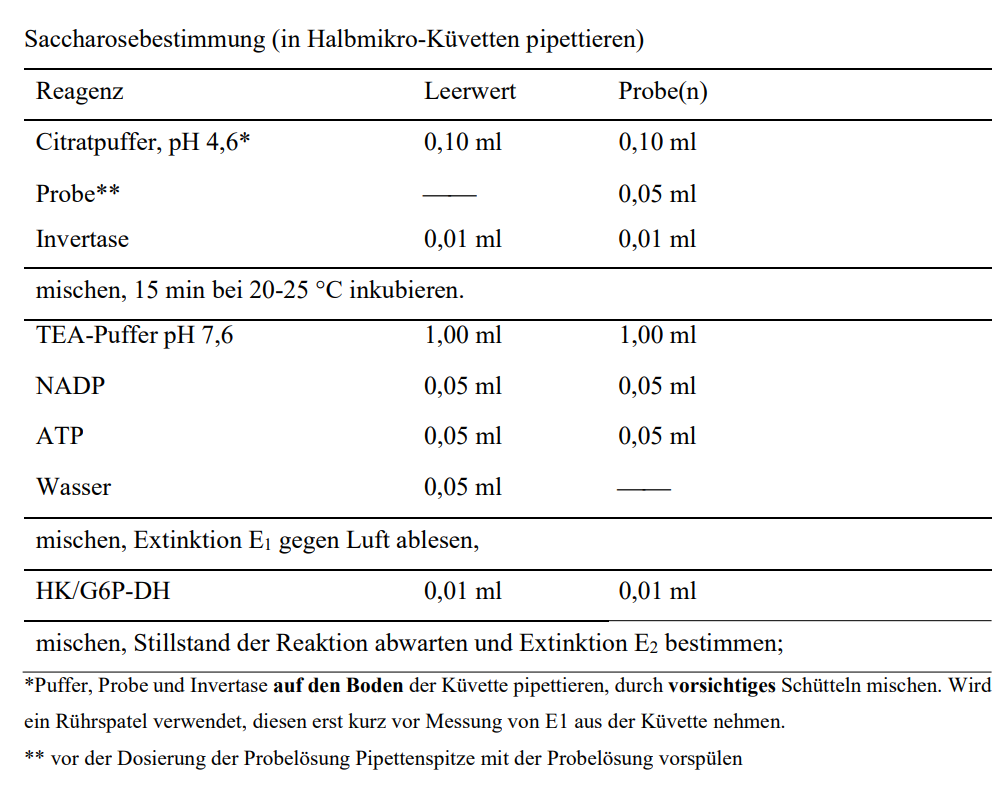 Saccharosebestimmung (in Halbmikro-Küvetten pipettieren)
Reagenz Leerwert Probe(n)
Citratpuffer, pH 4,6* 0,10 ml 0,10 ml
Probe** —— 0,05 ml
Invertase 0,01 ml 0,01 ml
mischen, 15 min bei 20-25 °C inkubieren.
TEA-Puffer pH 7,6 1,00 ml 1,00 ml
NADP 0,05 ml 0,05 ml
ATP 0,05 ml 0,05 ml
Wasser 0,05 ml ——
mischen, Extinktion E₁ gegen Luft ablesen,
HK/G6P-DH 0,01 ml 0,01 ml
mischen, Stillstand der Reaktion abwarten und Extinktion E₂ bestimmen;
*Puffer, Probe und Invertase auf den Boden der Küvette pipettieren, durch vorsichtiges Schütteln mischen. Wird
ein Rührspatel verwendet, diesen erst kurz vor Messung von E1 aus der Küvette nehmen.
** vor der Dosierung der Probelösung Pipettenspitze mit der Probelösung vorspülen